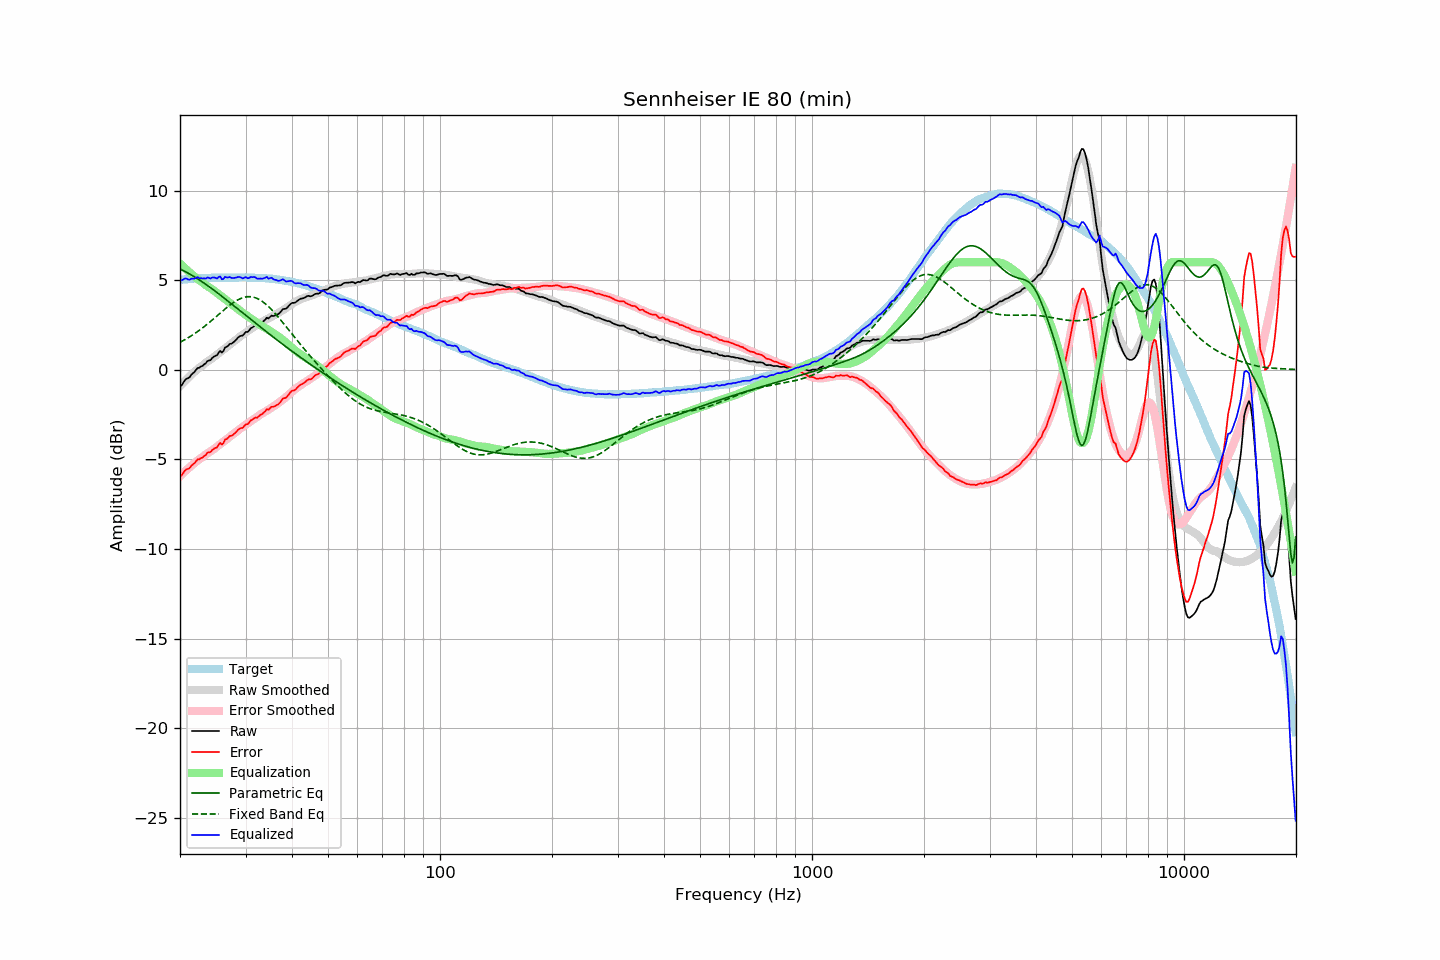 Sennheiser IE 80 (min)
Amplitude (dBr)
10
5
0
−5
−10
−15
−20
−25
Target
Raw Smoothed
Error Smoothed
Raw
Error
Equalization
Parametric Eq
Fixed Band Eq
Equalized
100 1000 10000
Frequency (Hz)